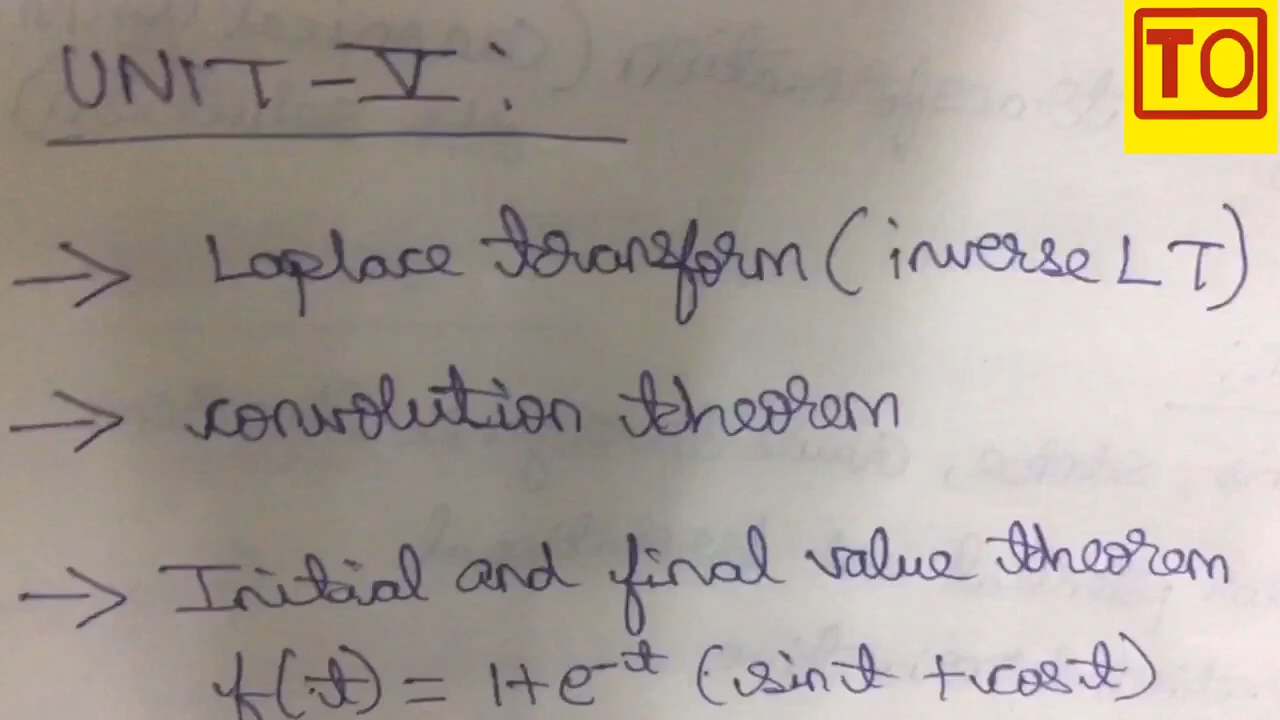 TO
UNIT - V :
→ Laplace transform (inverse LT)
→ convolution theorem
→ Initial and final value theorem
f(t) = 1+e^-t (sint + cost)